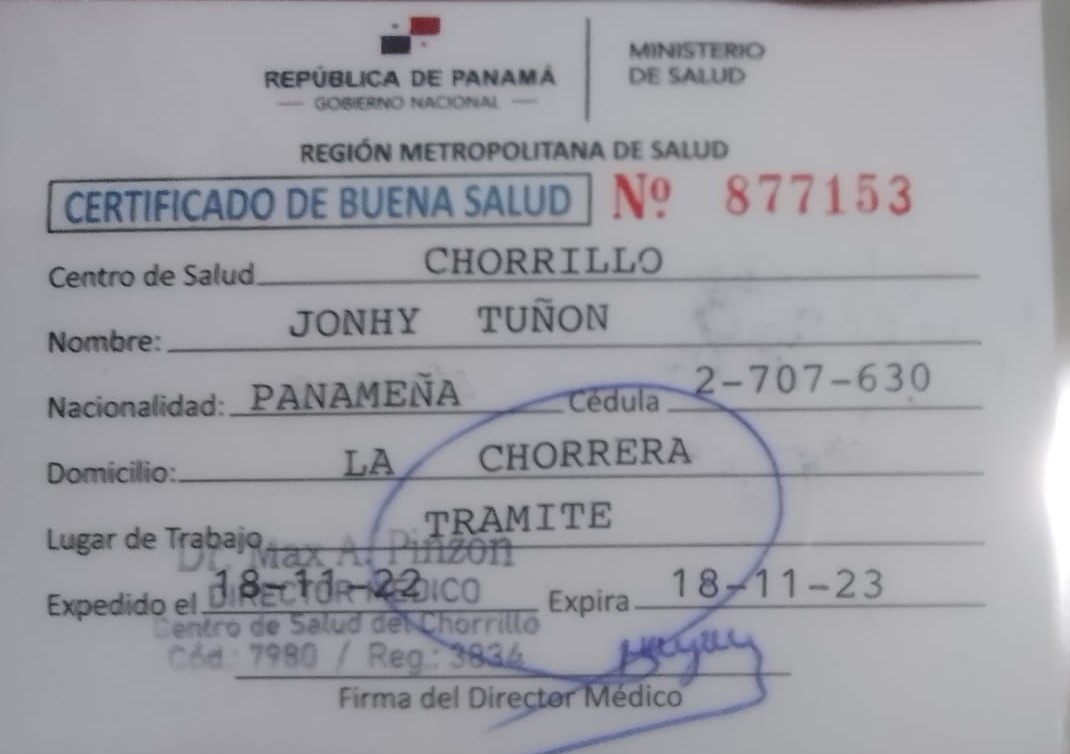 REPÚBLICA DE PANAMÁ
— GOBIERNO NACIONAL —
MINISTERIO
DE SALUD
REGIÓN METROPOLITANA DE SALUD
CERTIFICADO DE BUENA SALUD Nº 877153
Centro de Salud CHORRILLO
Nombre: JONHY TUÑON
Nacionalidad: PANAMEÑA Cédula 2-707-630
Domicilio: LA CHORRERA
Lugar de Trabajo TRAMITE
Dr. Max A. Pinzón
Expedido el 18-11-22 Expira 18-11-23
DIRECTOR MEDICO
Centro de Salud del Chorrillo
Cód.: 7980 / Reg.: 3834
Firma del Director Médico